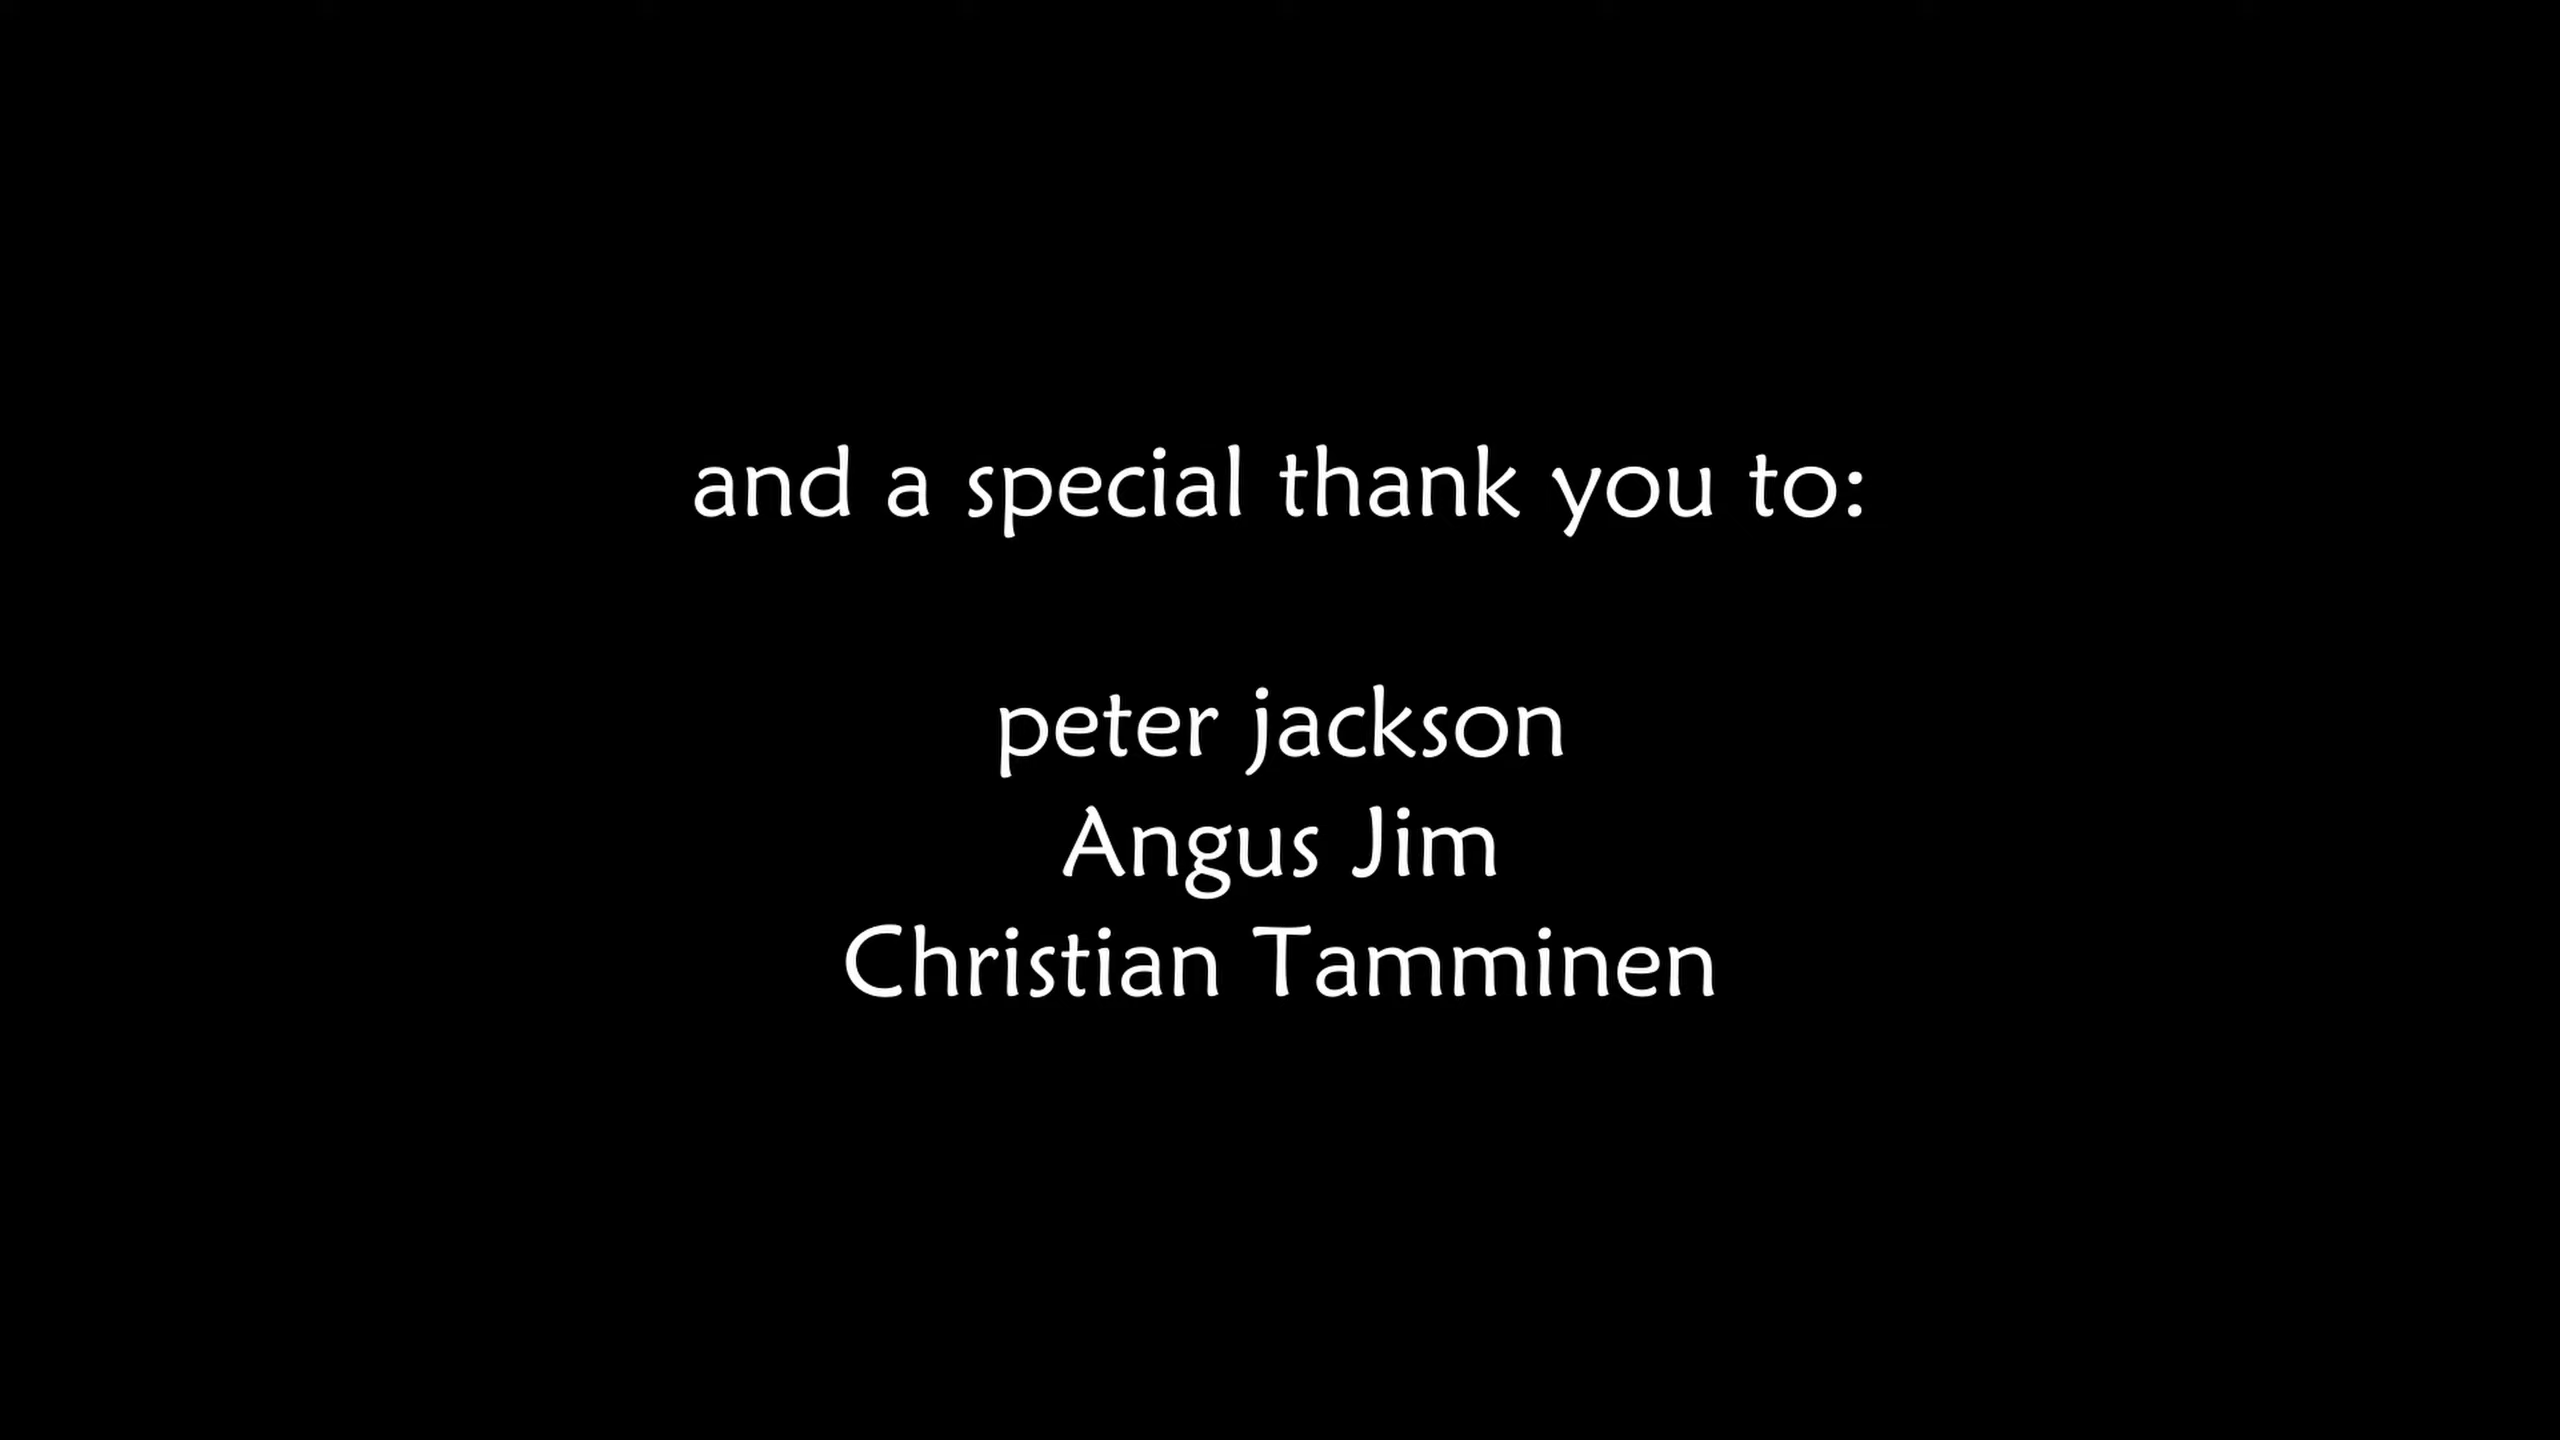 and a special thank you to:
peter jackson
Angus Jim
Christian Tamminen